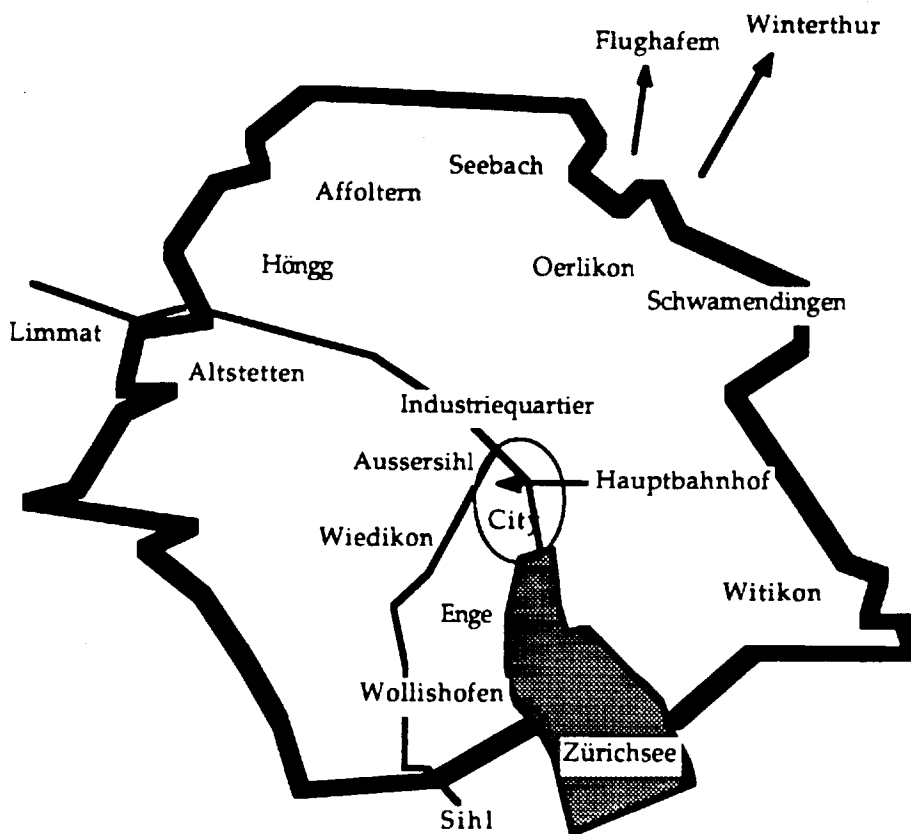 Winterthur
Flughafem
Seebach
Affoltern
Höngg
Oerlikon
Schwamendingen
Limmat
Altstetten
Industriequartier
Aussersihl
Hauptbahnhof
City
Wiedikon
Witikon
Enge
Wollishofen
Zürichsee
Sihl